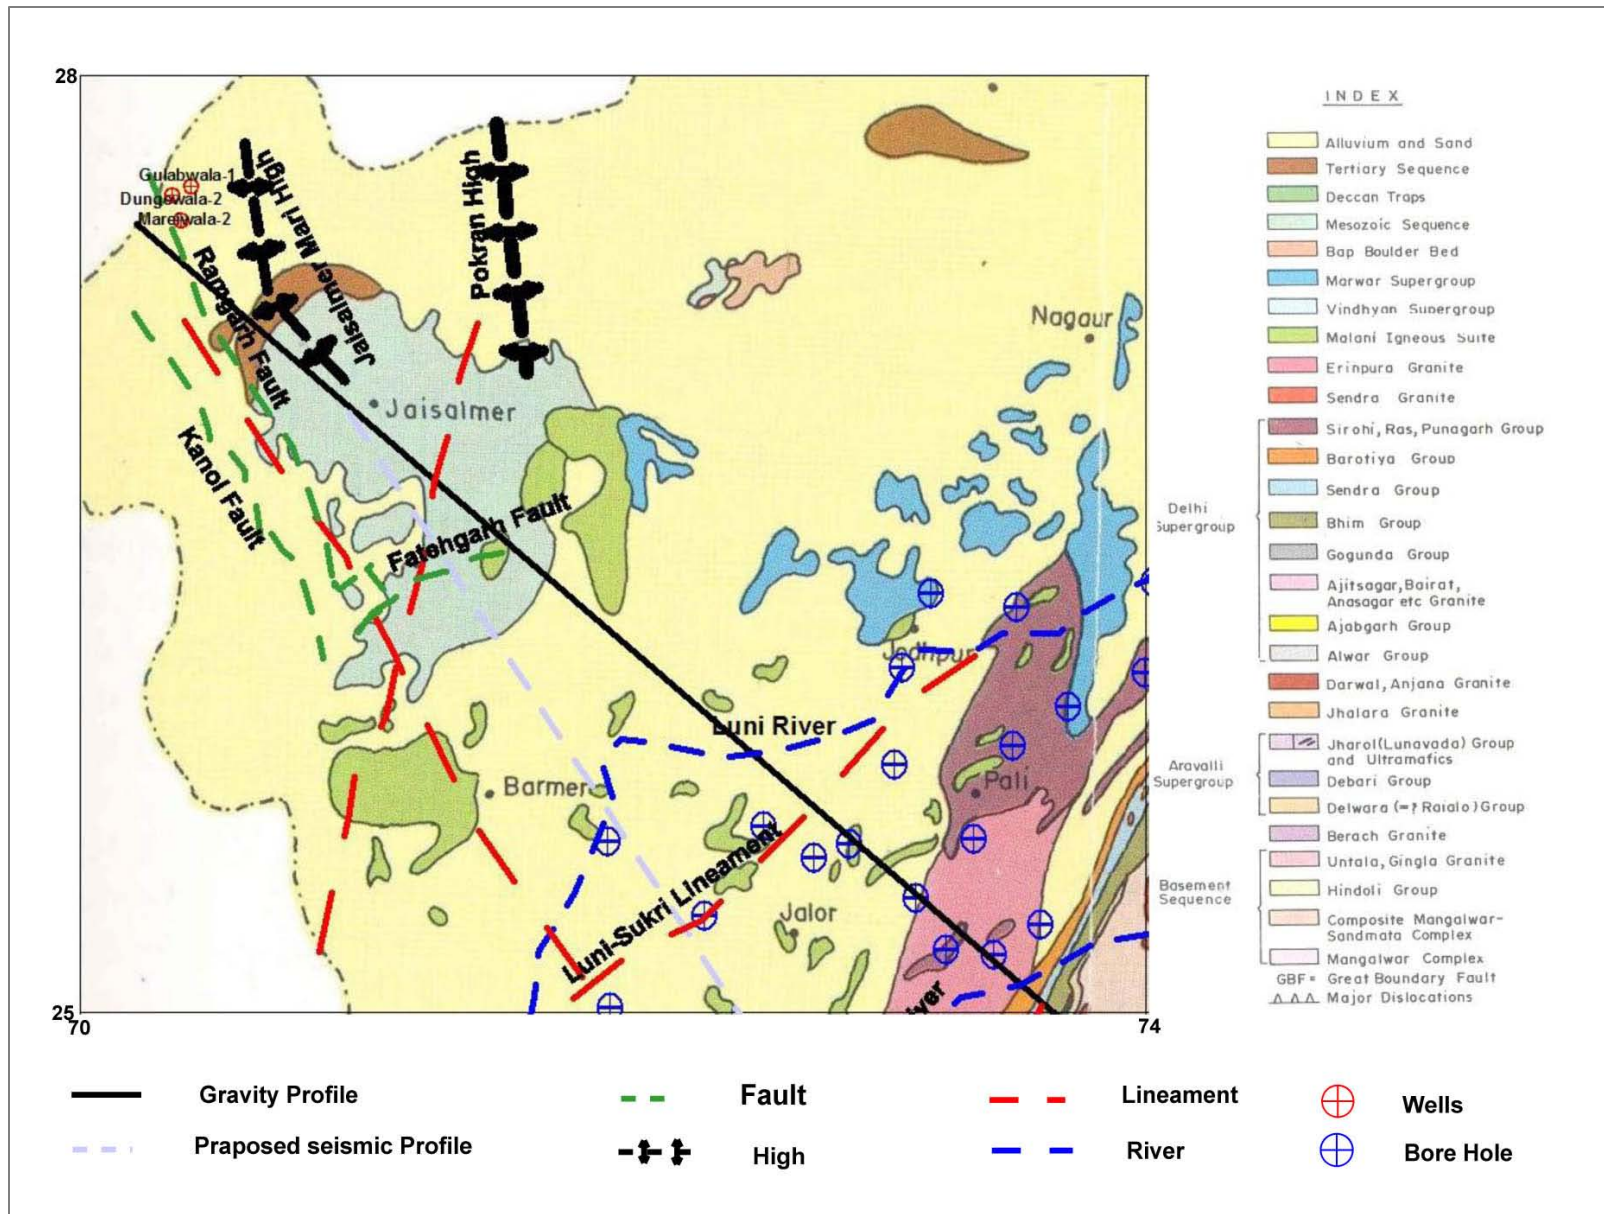 28
Gulabwala-1
Dungewala-2
Marejwala-2
Jaisalmer Mari High
Pokran High
Ramgarh Fault
Kanol Fault
Nagaur
Jaisalmer
Fatehgarh Fault
Jodhpur
Luni River
Barmer
Pali
Luni-Sukri Lineament
Jalor
25
70
74
INDEX
Alluvium and Sand
Tertiary Sequence
Deccan Traps
Mesozoic Sequence
Bap Boulder Bed
Marwar Supergroup
Vindhyan Supergroup
Malani Igneous Suite
Erinpura Granite
Sendra Granite
Sirohi, Ras, Punagarh Group
Barotiya Group
Sendra Group
Delhi
Supergroup
Bhim Group
Gogunda Group
Ajitsagar, Bairat,
Anasagar etc Granite
Ajabgarh Group
Alwar Group
Darwal, Anjana Granite
Jhalara Granite
Jharol (Lunavada) Group
and Ultramafics
Aravalli
Supergroup
Debari Group
Delwara (=? Raialo) Group
Berach Granite
Untala, Gingla Granite
Basement
Sequence
Hindoli Group
Composite Mangalwar-
Sandmata Complex
Mangalwar Complex
GBF = Great Boundary Fault
Major Dislocations
Gravity Profile
Fault
Lineament
Wells
Praposed seismic Profile
High
River
Bore Hole